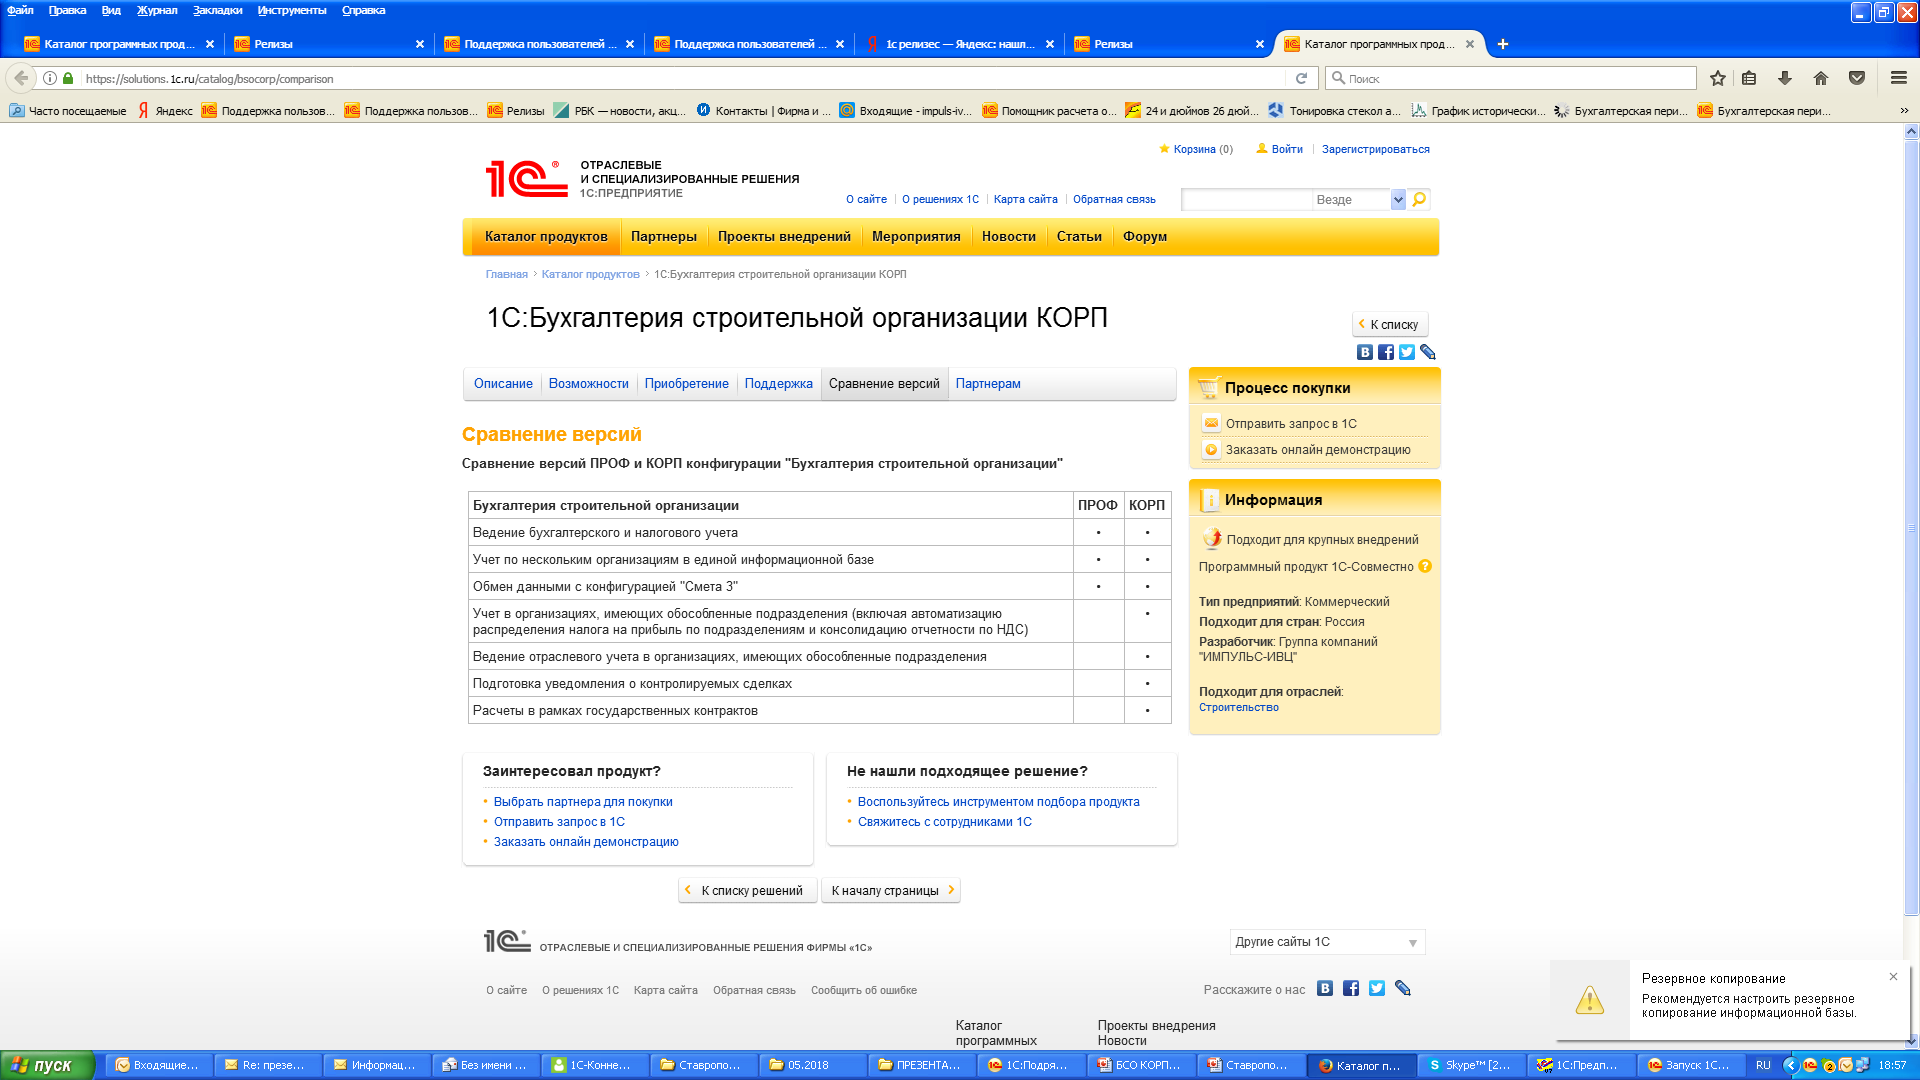 Файл Правка Вид Журнал Закладки Инструменты Справка
Каталог программных прод... Релизы Поддержка пользователей ... Поддержка пользователей ... 1с релизес — Яндекс: нашл... Релизы Каталог программных прод...
https://solutions.1c.ru/catalog/bsocorp/comparison Поиск
Часто посещаемые Яндекс Поддержка пользов... Поддержка пользов... Релизы РБК — новости, акц... Контакты | Фирма и ... Входящие - impuls-iv... Помощник расчета о... 24 и дюймов 26 дюй... Тонировка стекол а... График исторически... Бухгалтерская пери... Бухгалтерская пери... »
Корзина (0) Войти Зарегистрироваться
1С ОТРАСЛЕВЫЕ
И СПЕЦИАЛИЗИРОВАННЫЕ РЕШЕНИЯ
1С:ПРЕДПРИЯТИЕ
О сайте О решениях 1С Карта сайта Обратная связь Везде
Каталог продуктов Партнеры Проекты внедрений Мероприятия Новости Статьи Форум
Главная › Каталог продуктов › 1С:Бухгалтерия строительной организации КОРП
1С:Бухгалтерия строительной организации КОРП
К списку
Описание Возможности Приобретение Поддержка Сравнение версий Партнерам
Сравнение версий
Сравнение версий ПРОФ и КОРП конфигурации "Бухгалтерия строительной организации"
Бухгалтерия строительной организации ПРОФ КОРП
Ведение бухгалтерского и налогового учета • •
Учет по нескольким организациям в единой информационной базе • •
Обмен данными с конфигурацией "Смета 3" • •
Учет в организациях, имеющих обособленные подразделения (включая автоматизацию •
распределения налога на прибыль по подразделениям и консолидацию отчетности по НДС)
Ведение отраслевого учета в организациях, имеющих обособленные подразделения •
Подготовка уведомления о контролируемых сделках •
Расчеты в рамках государственных контрактов •
Процесс покупки
Отправить запрос в 1С
Заказать онлайн демонстрацию
Информация
Подходит для крупных внедрений
Программный продукт 1С-Совместно ?
Тип предприятий: Коммерческий
Подходит для стран: Россия
Разработчик: Группа компаний
"ИМПУЛЬС-ИВЦ"
Подходит для отраслей:
Строительство
Заинтересовал продукт?
• Выбрать партнера для покупки
• Отправить запрос в 1С
• Заказать онлайн демонстрацию
Не нашли подходящее решение?
• Воспользуйтесь инструментом подбора продукта
• Свяжитесь с сотрудниками 1С
К списку решений К началу страницы
1С ОТРАСЛЕВЫЕ И СПЕЦИАЛИЗИРОВАННЫЕ РЕШЕНИЯ ФИРМЫ «1С»
Другие сайты 1С
О сайте О решениях 1С Карта сайта Обратная связь Сообщить об ошибке
Расскажите о нас
Каталог
программных
Проекты внедрения
Новости
Резервное копирование
Рекомендуется настроить резервное
копирование информационной базы.
пуск Входящие... Re: презе... Информац... Без имени ... 1С-Конне... Ставропо... 05.2018 ПРЕЗЕНТА... 1С:Подря... БСО КОРП... Ставропо... Каталог п... Skype™ [2... 1С:Предп... Запуск 1С... RU 18:57